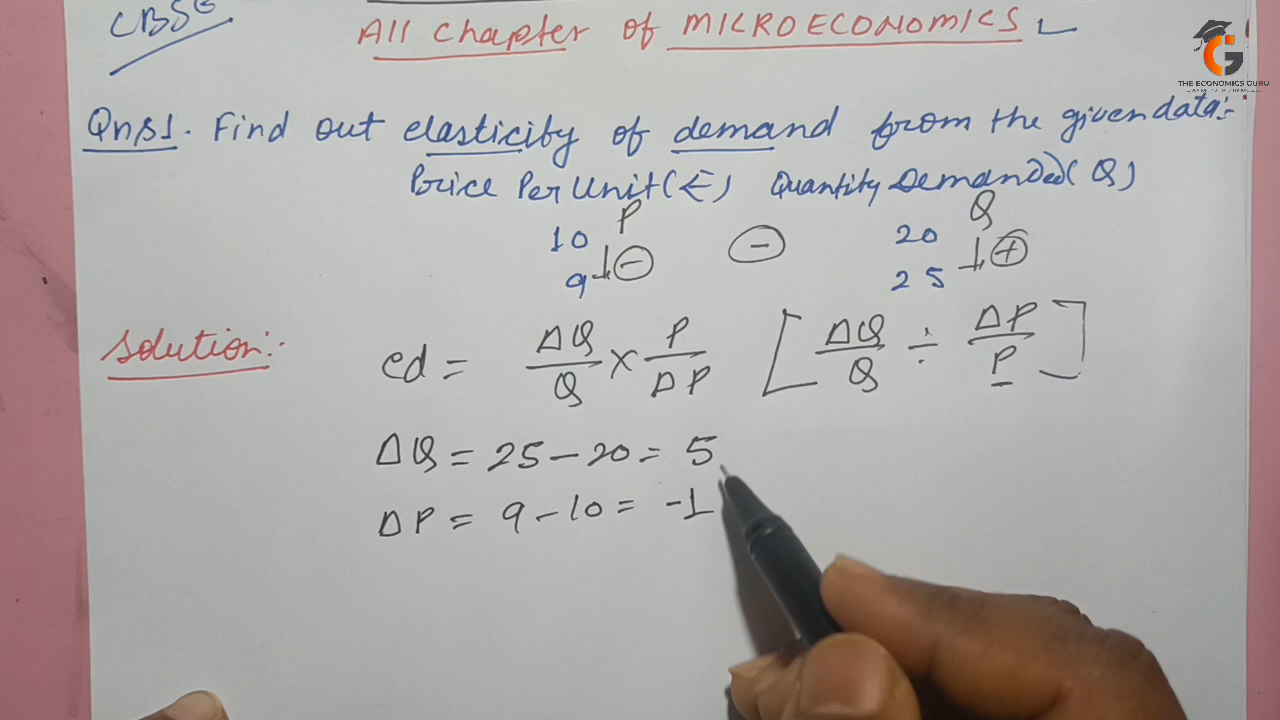 CBSE
All Chapter of MICROECONOMICS
THE ECONOMICS GURU
Qns1. Find out elasticity of demand from the given data:-
Price Per Unit (₹) Quantity Demanded (Q)
P Q
10 ↓ ⊖ ⊖ 20 ↓ ⊕
9 25
Solution:-
ed = ΔQ/Q × P/ΔP [ΔQ/Q ÷ ΔP/P]
ΔQ = 25 - 20 = 5
ΔP = 9 - 10 = -1